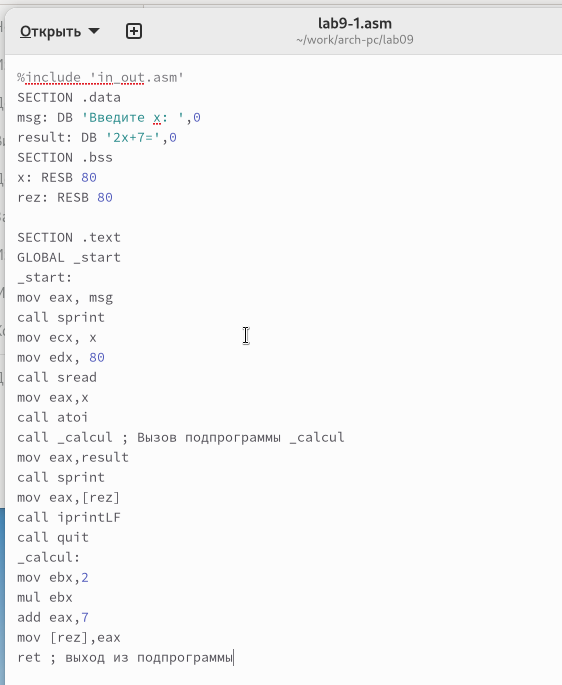 Открыть
lab9-1.asm
~/work/arch-pc/lab09
%include 'in_out.asm'
SECTION .data
msg: DB 'Введите x: ',0
result: DB '2x+7=',0
SECTION .bss
x: RESB 80
rez: RESB 80
SECTION .text
GLOBAL _start
_start:
mov eax, msg
call sprint
mov ecx, x
mov edx, 80
call sread
mov eax,x
call atoi
call _calcul ; Вызов подпрограммы _calcul
mov eax,result
call sprint
mov eax,[rez]
call iprintLF
call quit
_calcul:
mov ebx,2
mul ebx
add eax,7
mov [rez],eax
ret ; выход из подпрограммы